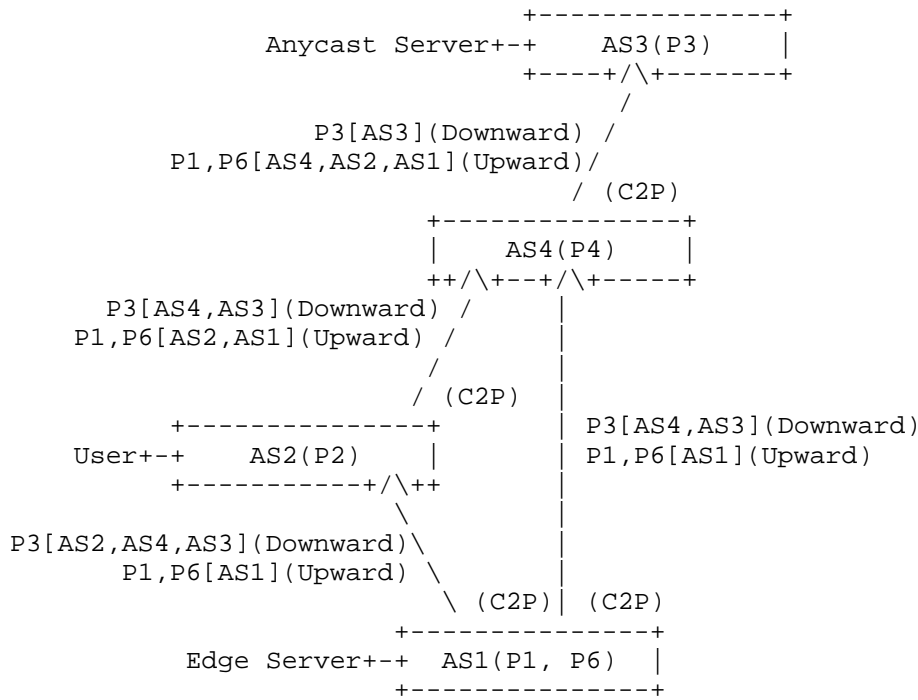 Anycast Server+-+ AS3(P3) |
P3[AS3](Downward)
P1,P6[AS4,AS2,AS1](Upward)
(C2P)
AS4(P4)
P3[AS4,AS3](Downward)
P1,P6[AS2,AS1](Upward)
(C2P)
P3[AS4,AS3](Downward)
User+-+ AS2(P2) |
P1,P6[AS1](Upward)
P3[AS2,AS4,AS3](Downward)
P1,P6[AS1](Upward)
(C2P) (C2P)
Edge Server+-+ AS1(P1, P6) |